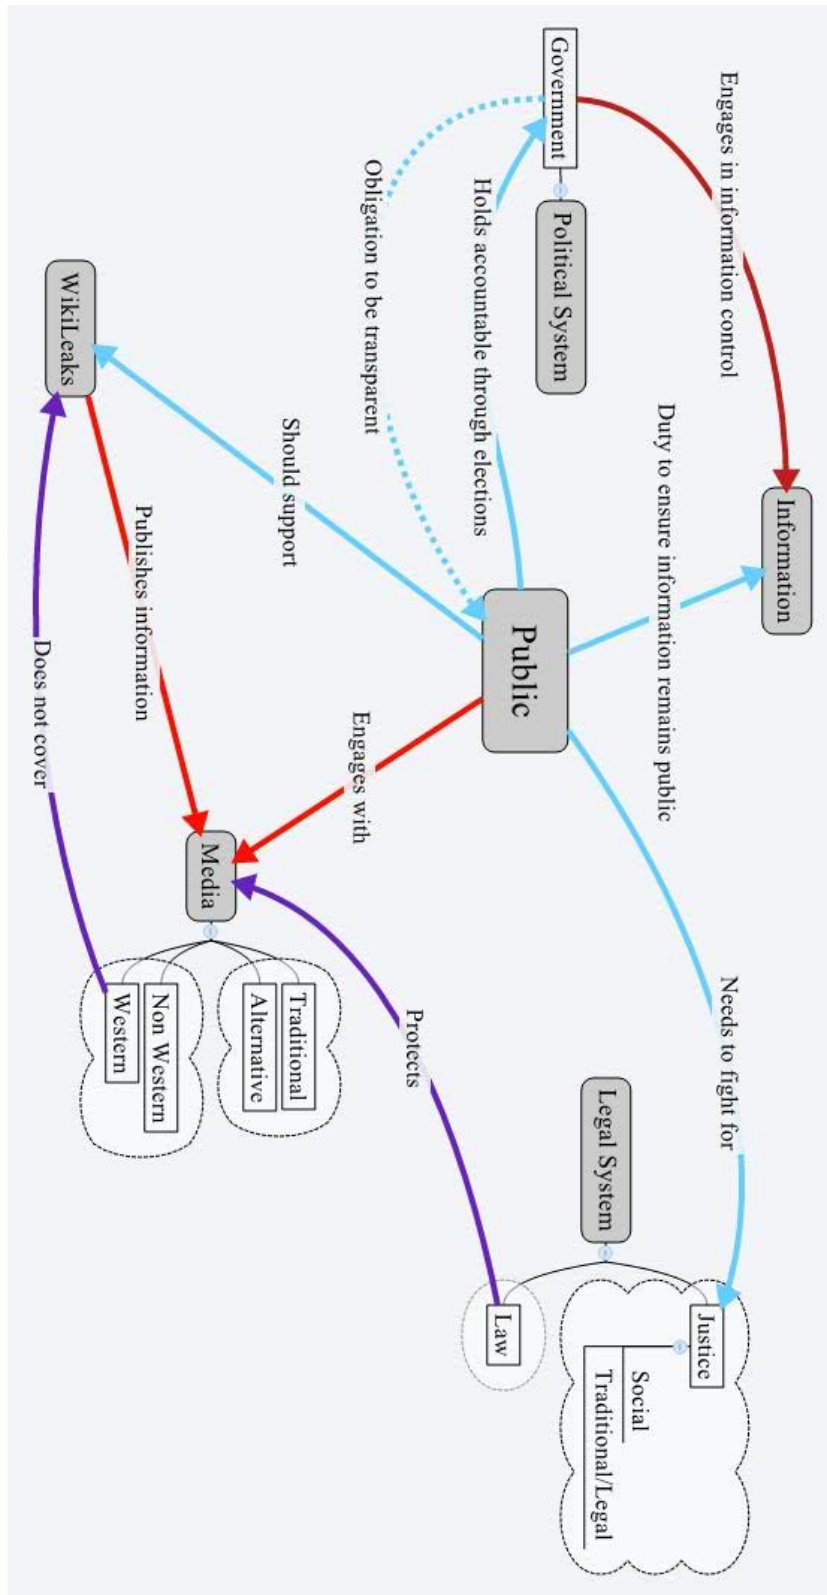 Information
Engages in information control
Duty to ensure information remains public
Needs to fight for
Justice
Social
Traditional/Legal
Legal System
Law
Government
Political System
Public
Holds accountable through elections
Obligation to be transparent
Should support
Engages with
Protects
WikiLeaks
Publishes information
Media
Traditional
Alternative
Non Western
Western
Does not cover